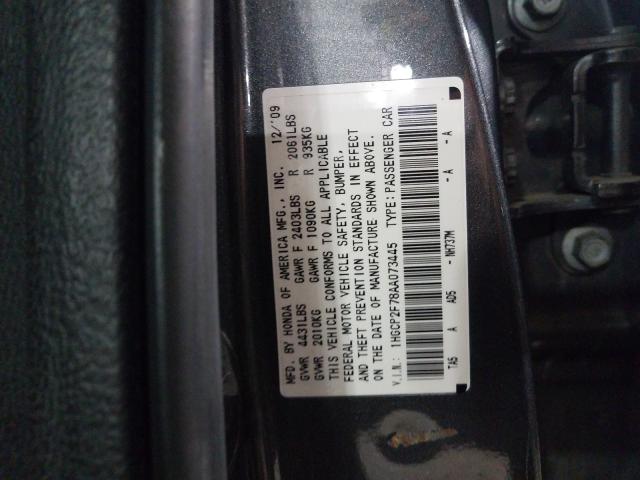 MFD. BY HONDA OF AMERICA MFG., INC. 12/'09
GVWR 4431LBS GAWR F 2403LBS R 2061LBS
GVWR 2010KG GAWR F 1090KG R 935KG
THIS VEHICLE CONFORMS TO ALL APPLICABLE
FEDERAL MOTOR VEHICLE SAFETY, BUMPER,
AND THEFT PREVENTION STANDARDS IN EFFECT
ON THE DATE OF MANUFACTURE SHOWN ABOVE.
V.I.N.: 1HGCP2F78AA073445 TYPE: PASSENGER CAR
TA5 A AD5 - NH737M - A - A